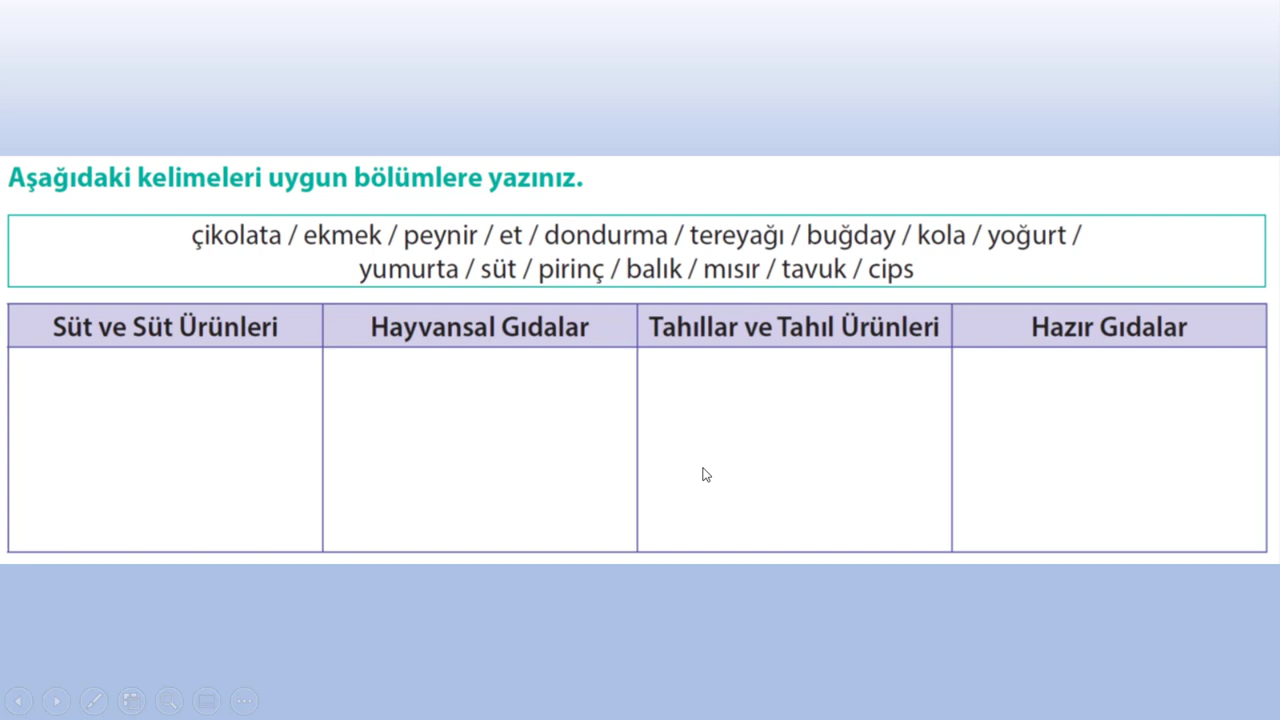 Aşağıdaki kelimeleri uygun bölümlere yazınız.
çikolata / ekmek / peynir / et / dondurma / tereyağı / buğday / kola / yoğurt /
yumurta / süt / pirinç / balık / mısır / tavuk / cips
Süt ve Süt Ürünleri Hayvansal Gıdalar Tahıllar ve Tahıl Ürünleri Hazır Gıdalar